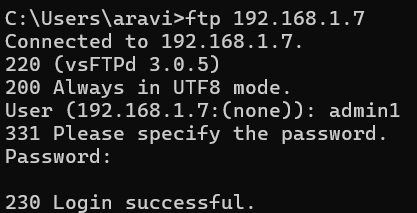 C:\Users\aravi>ftp 192.168.1.7
Connected to 192.168.1.7.
220 (vsFTPd 3.0.5)
200 Always in UTF8 mode.
User (192.168.1.7:(none)): admin1
331 Please specify the password.
Password:
230 Login successful.